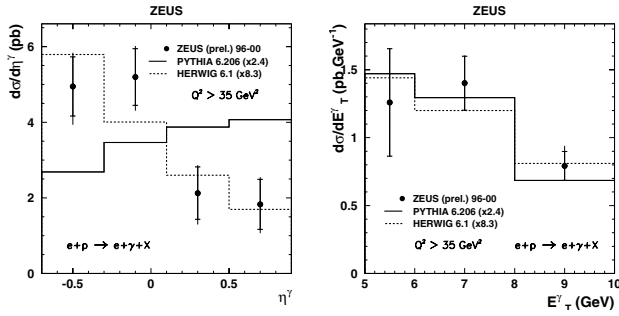 ZEUS
dσ/dη^γ (pb)
6
4
2
0
ZEUS (prel.) 96-00
PYTHIA 6.206 (x2.4)
HERWIG 6.1 (x8.3)
Q² > 35 GeV²
e+p → e+γ+X
-0.5 0 0.5
η^γ
ZEUS
dσ/dE^γ_T (pb GeV⁻¹)
2
1.5
1
0.5
0
ZEUS (prel.) 96-00
PYTHIA 6.206 (x2.4)
HERWIG 6.1 (x8.3)
Q² > 35 GeV² e+p → e+γ+X
5 6 7 8 9 10
E^γ_T (GeV)